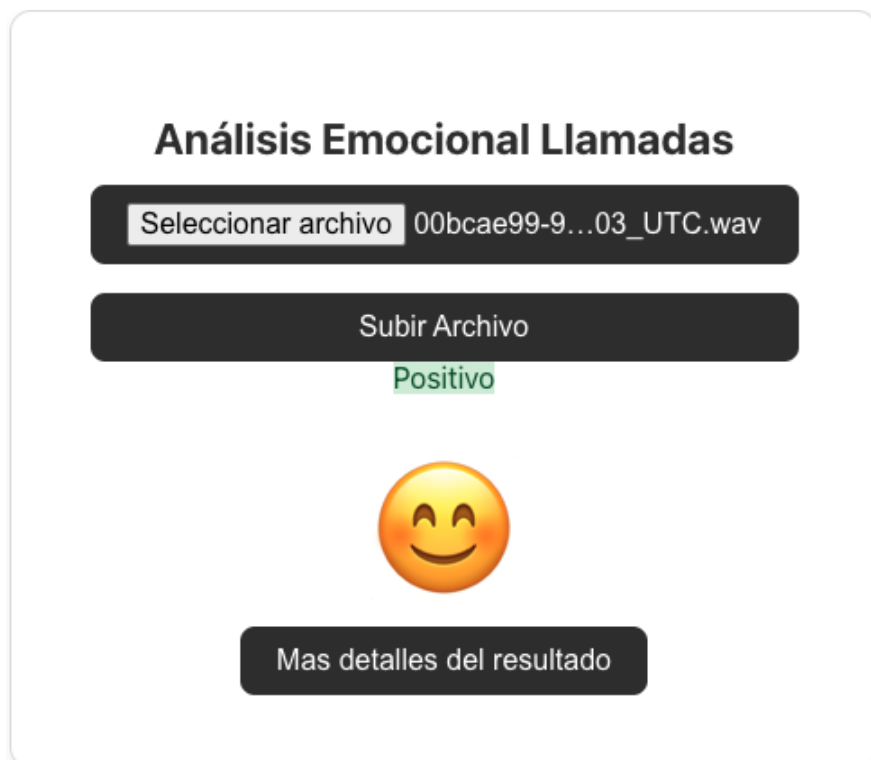 Análisis Emocional Llamadas
Seleccionar archivo 00bcae99-9...03_UTC.wav
Subir Archivo
Positivo
Mas detalles del resultado